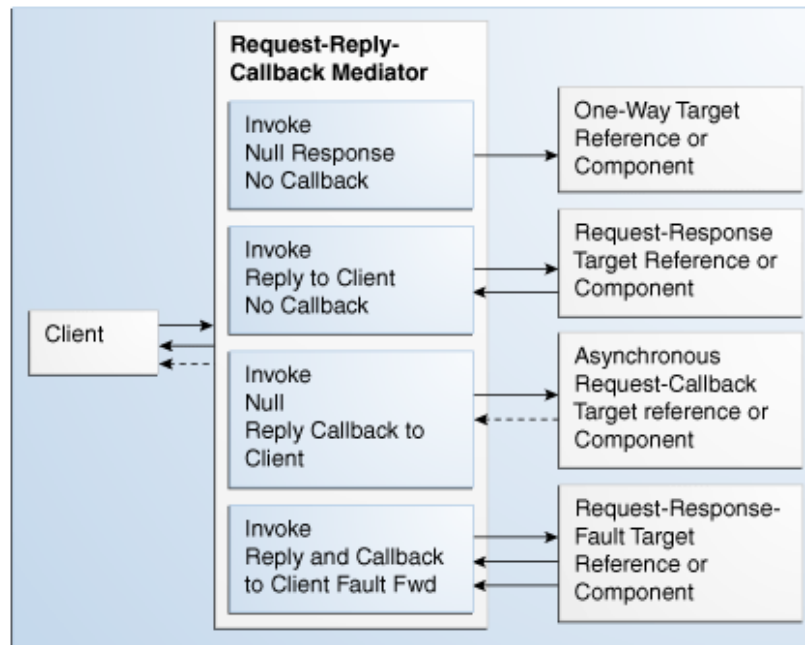 Request-Reply-
Callback Mediator
Invoke
Null Response
No Callback
One-Way Target
Reference or
Component
Invoke
Reply to Client
No Callback
Request-Response
Target Reference or
Component
Client
Invoke
Null
Reply Callback to
Client
Asynchronous
Request-Callback
Target reference or
Component
Invoke
Reply and Callback
to Client Fault Fwd
Request-Response-
Fault Target
Reference or
Component